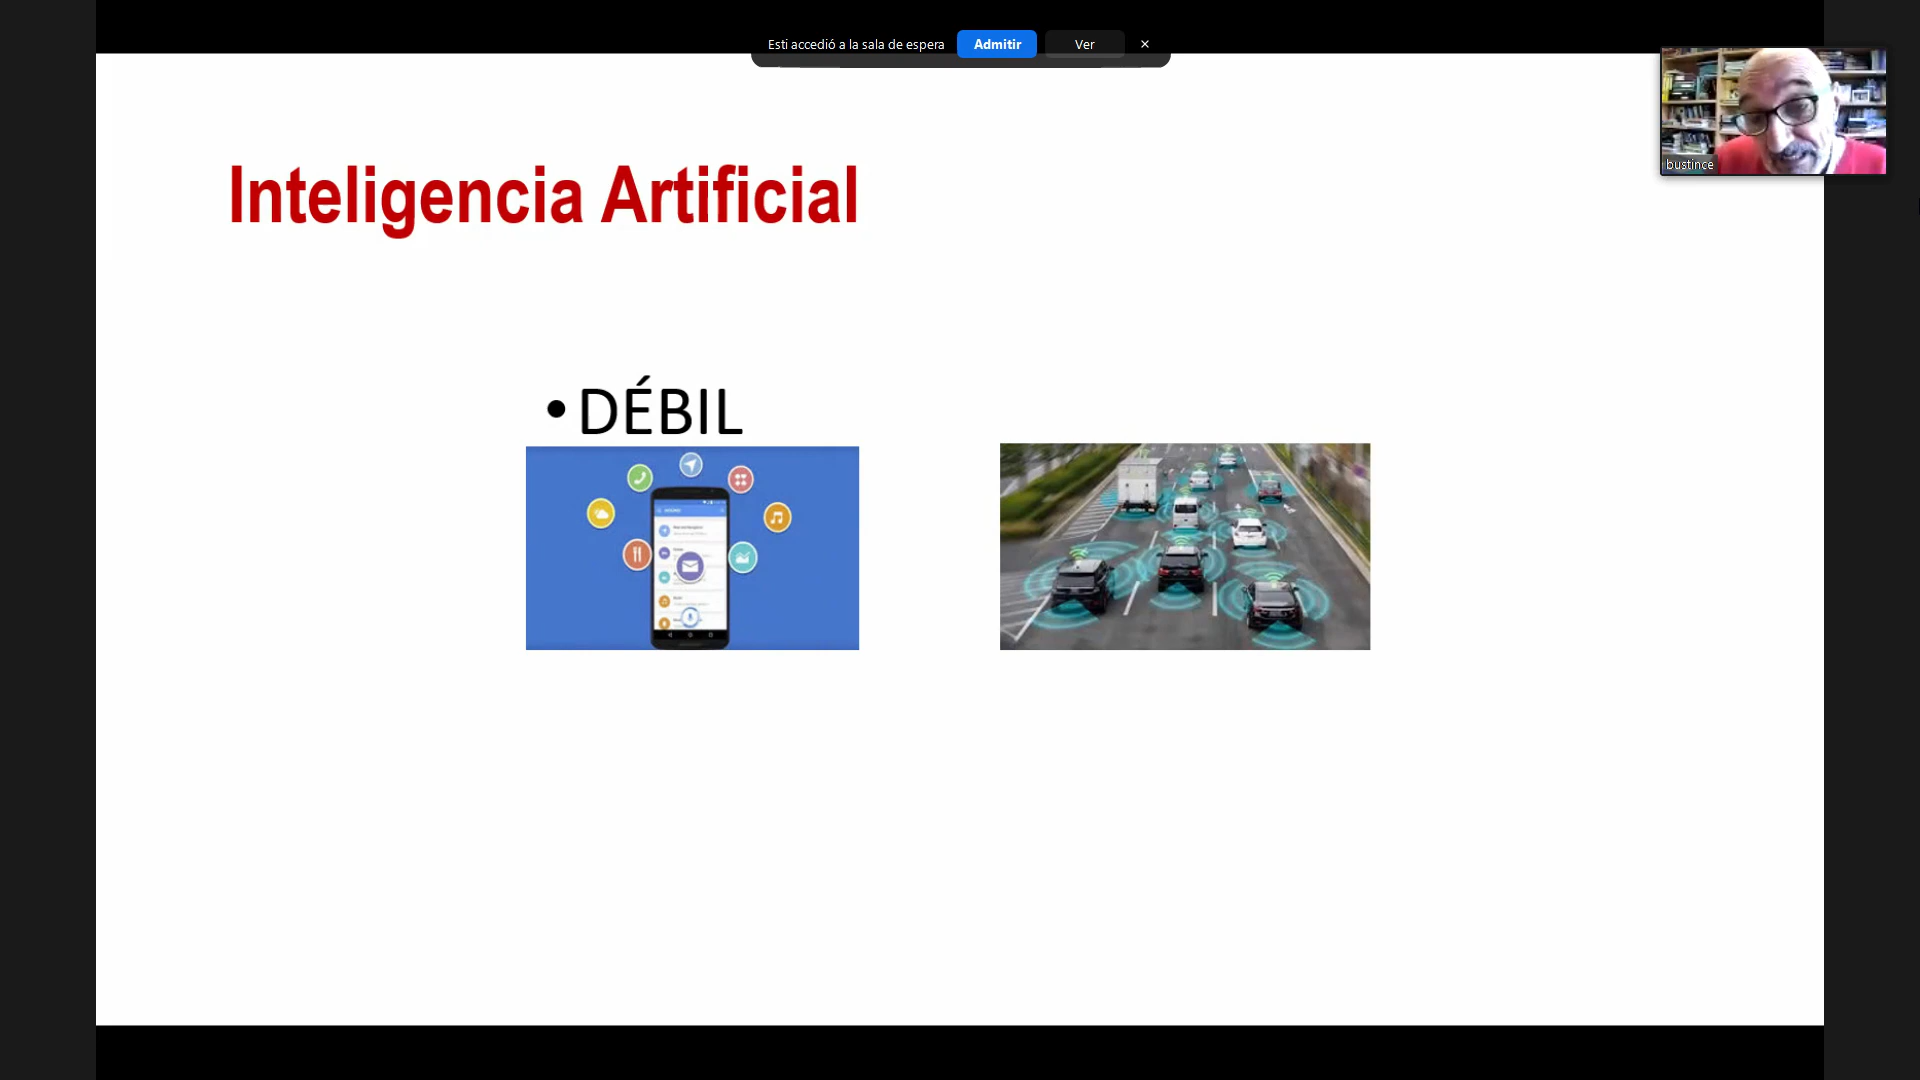 Esti accedió a la sala de espera Admitir Ver ×
bustince
Inteligencia Artificial
• DÉBIL